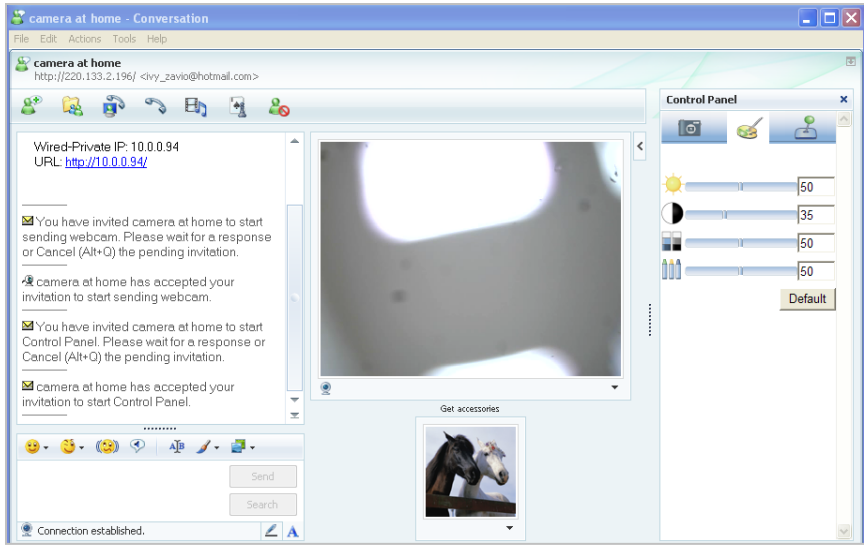 camera at home - Conversation
File Edit Actions Tools Help
camera at home
http://220.133.2.196/ <ivy_zavio@hotmail.com>
Wired-Private IP: 10.0.0.94
URL: http://10.0.0.94/
You have invited camera at home to start
sending webcam. Please wait for a response
or Cancel (Alt+Q) the pending invitation.
camera at home has accepted your
invitation to start sending webcam.
You have invited camera at home to start
Control Panel. Please wait for a response or
Cancel (Alt+Q) the pending invitation.
camera at home has accepted your
invitation to start Control Panel.
AIB
Send
Search
Connection established.
A
Get accessories
Control Panel
50
35
50
50
Default